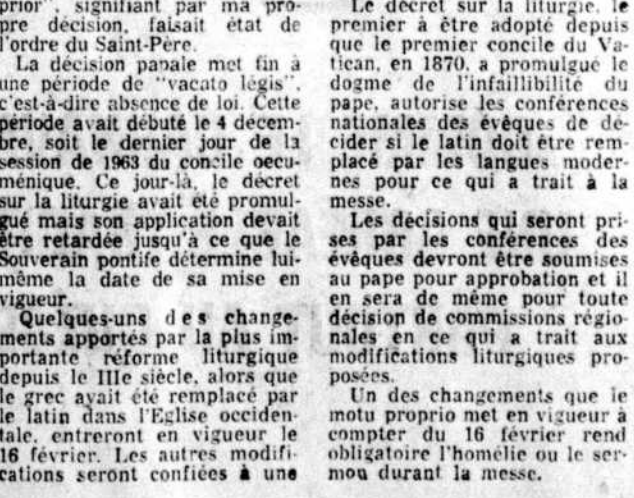 prior", signifiant par ma pro-
pre décision, faisait état de
l'ordre du Saint-Père.
La décision papale met fin à
une période de "vacato légis",
c'est-à-dire absence de loi. Cette
période avait débuté le 4 décem-
bre, soit le dernier jour de la
session de 1963 du concile oecu-
ménique. Ce jour-là, le décret
sur la liturgie avait été promul-
gué mais son application devait
être retardée jusqu'à ce que le
Souverain pontife détermine lui-
même la date de sa mise en
vigueur.
Quelques-uns des change-
ments apportés par la plus im-
portante réforme liturgique
depuis le IIIe siècle, alors que
le grec avait été remplacé par
le latin dans l'Eglise occiden-
tale, entreront en vigueur le
16 février. Les autres modifi-
cations seront confiées à une
Le décret sur la liturgie, le
premier à être adopté depuis
que le premier concile du Va-
tican, en 1870, a promulgué le
dogme de l'infaillibilité du
pape, autorise les conférences
nationales des évêques de dé-
cider si le latin doit être rem-
placé par les langues moder-
nes pour ce qui a trait à la
messe.
Les décisions qui seront pri-
ses par les conférences des
évêques devront être soumises
au pape pour approbation et il
en sera de même pour toute
décision de commissions régio-
nales en ce qui a trait aux
modifications liturgiques pro-
posées.
Un des changements que le
motu proprio met en vigueur à
compter du 16 février rend
obligatoire l'homélie ou le ser-
mon durant la messe.